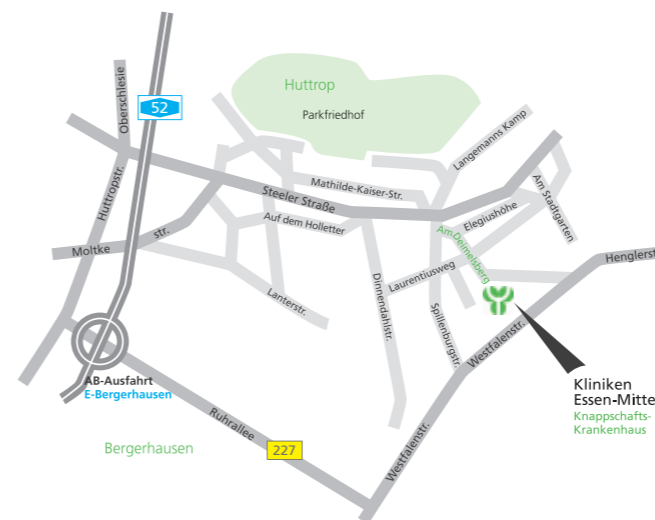 Oberschlesie
52
Huttrop
Parkfriedhof
Langemanns Kamp
Huttropstr.
Mathilde-Kaiser-Str.
Steeler Straße
Am Stadtgarten
Elegiushöhe
Auf dem Holletter
Am Deimelsberg
Moltke
str.
Henglerst
Laurentiusweg
Dinnendahlstr.
Lanterstr.
Spillenburgstr.
Westfalenstr.
AB-Ausfahrt
E-Bergerhausen
Kliniken
Essen-Mitte
Knappschafts-
Krankenhaus
Ruhrallee
227
Bergerhausen
Westfalenstr.